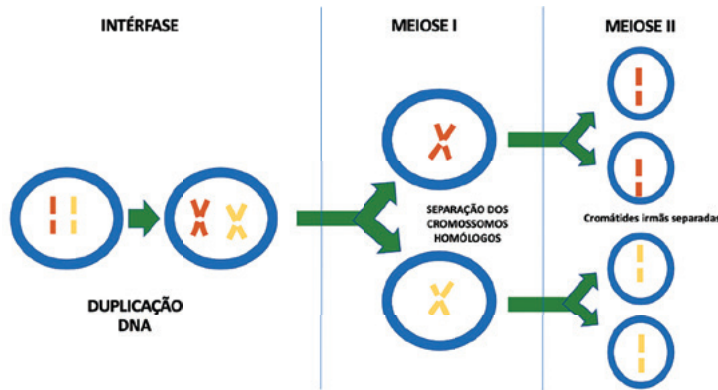 INTÉRFASE
MEIOSE I
MEIOSE II
SEPARAÇÃO DOS
CROMOSSOMOS
HOMÓLOGOS
Cromátides irmãs separadas
DUPLICAÇÃO
DNA